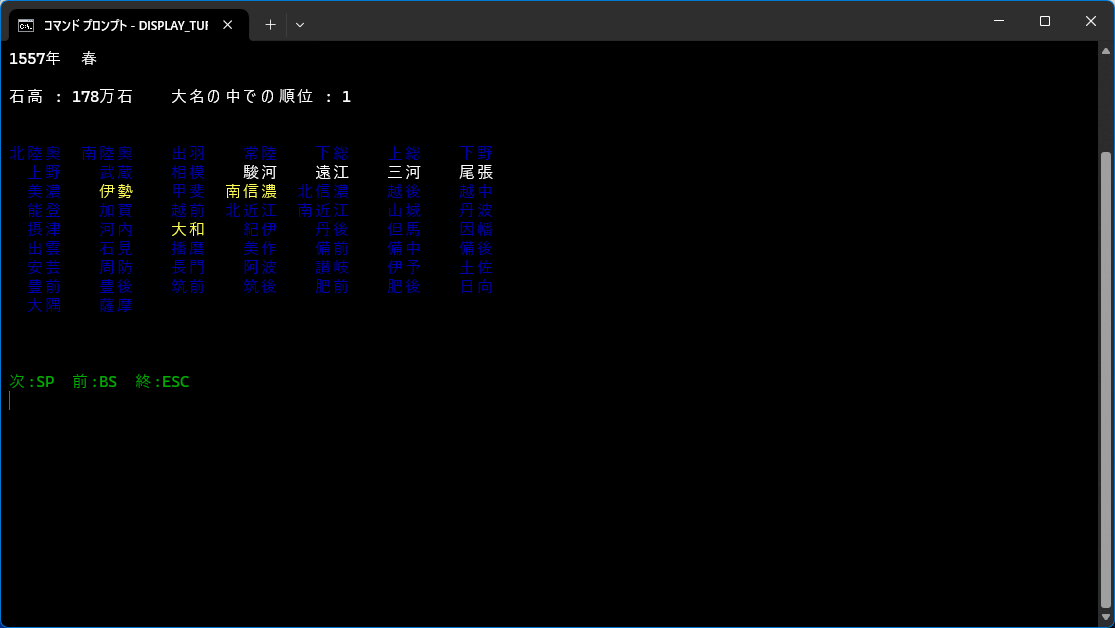 コマンド プロンプト - DISPLAY_TUF
1557年 春
石高 : 178万石 大名の中での順位 : 1
北陸奥 南陸奥 出羽 常陸 下総 上総 下野
上野 武蔵 相模 駿河 遠江 三河 尾張
美濃 伊勢 甲斐 南信濃 北信濃 越後 越中
能登 加賀 越前 北近江 南近江 山城 丹波
摂津 河内 大和 紀伊 丹後 但馬 因幡
出雲 石見 播磨 美作 備前 備中 備後
安芸 周防 長門 阿波 讃岐 伊予 土佐
豊前 豊後 筑前 筑後 肥前 肥後 日向
大隅 薩摩
次:SP 前:BS 終:ESC